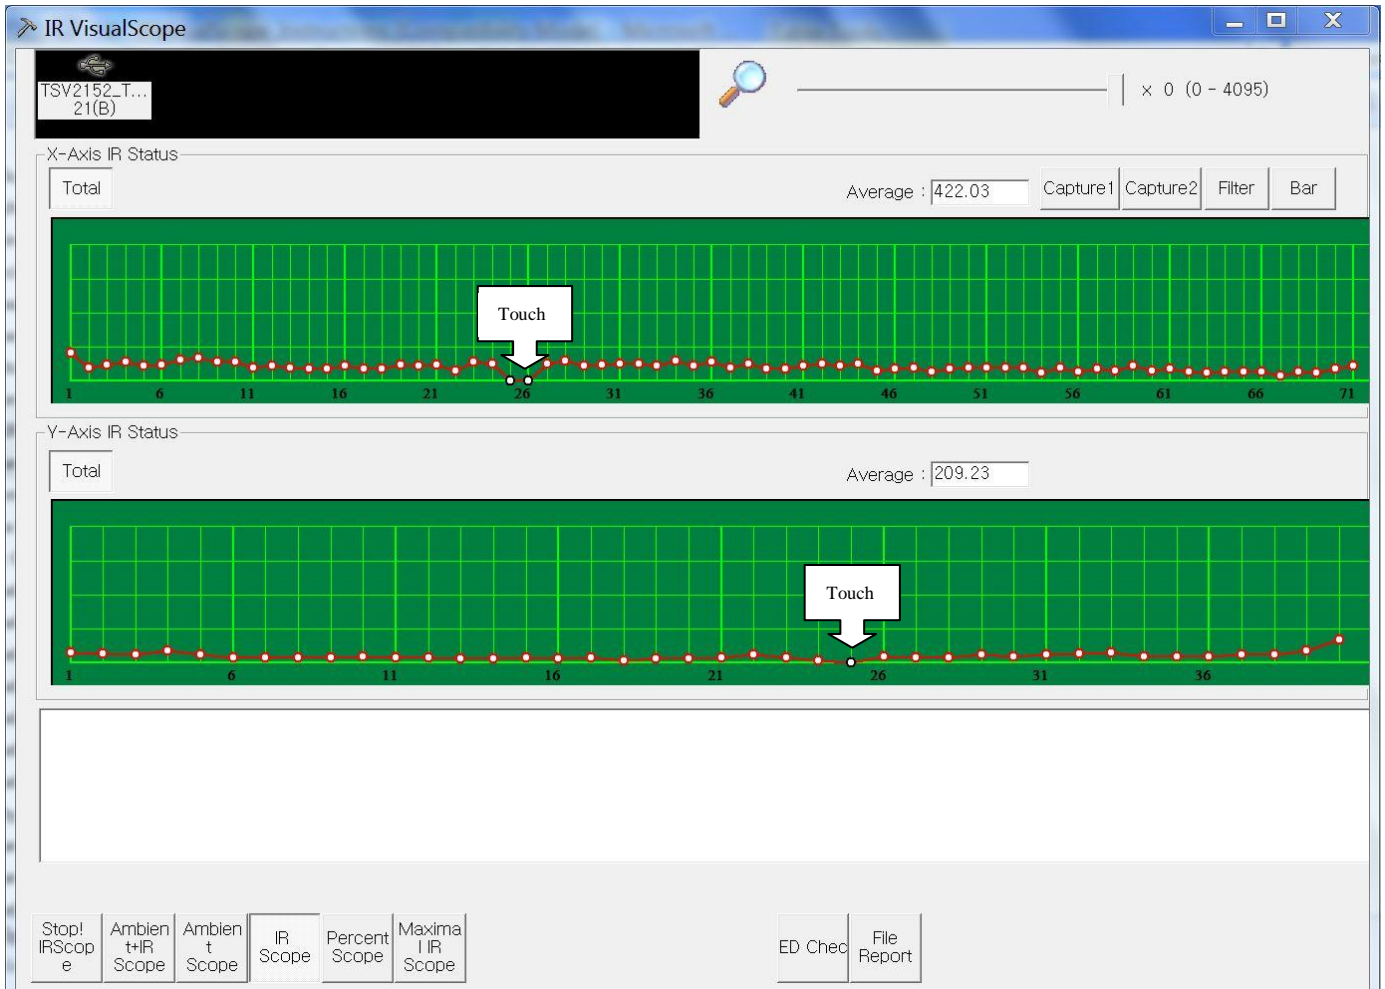 IR VisualScope
TSV2152_T...
21(B)
x 0 (0 - 4095)
X-Axis IR Status
Total
Average : 422.03
Capture1
Capture2
Filter
Bar
Touch
1 6 11 16 21 26 31 36 41 46 51 56 61 66 71
Y-Axis IR Status
Total
Average : 209.23
Touch
1 6 11 16 21 26 31 36
Stop!
IRScop
e
Ambien
t+IR
Scope
Ambien
t
Scope
IR
Scope
Percent
Scope
Maxima
l IR
Scope
ED Chec
File
Report